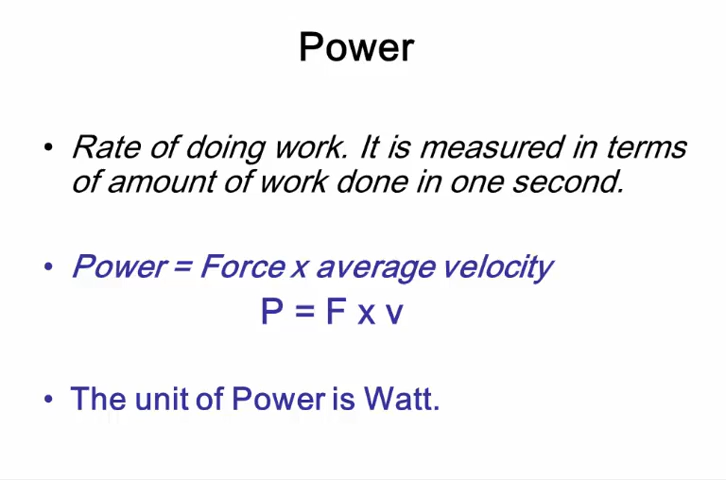 Power
• Rate of doing work. It is measured in terms
of amount of work done in one second.
• Power = Force x average velocity
P = F x v
• The unit of Power is Watt.